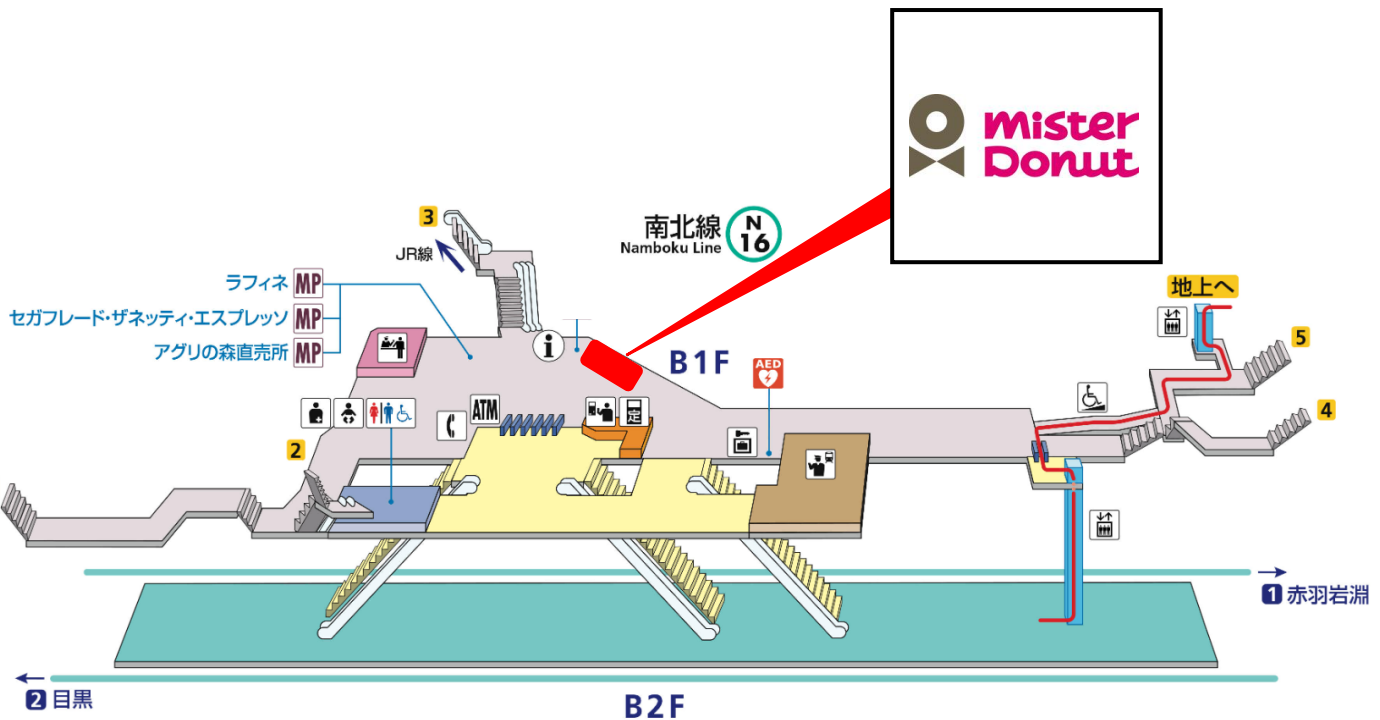 mister
Donut
3
南北線
Namboku Line
N
16
JR線
ラフィネ MP
セガフレード・ザネッティ・エスプレッソ MP
アグリの森直売所 MP
地上へ
5
i
B1F
AED
4
ATM
定
2
1 赤羽岩淵
2 目黒
B2F